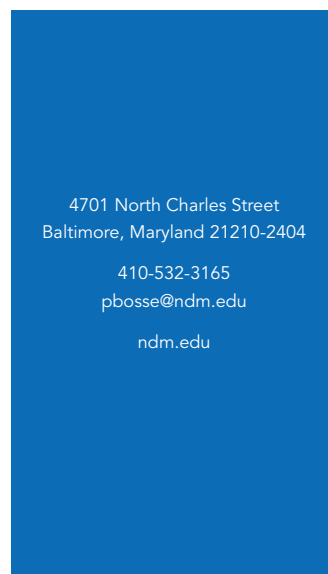 4701 North Charles Street
Baltimore, Maryland 21210-2404
410-532-3165
pbosse@ndm.edu
ndm.edu